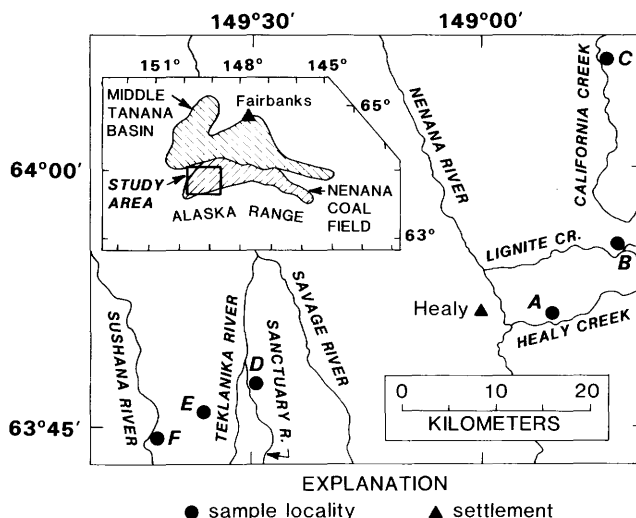 149°30' 149°00'
151° 148° 145°
MIDDLE
TANANA
BASIN
Fairbanks
65°
64°00'
STUDY
AREA
NENANA
COAL
FIELD
ALASKA RANGE
63°
NENANA RIVER
CALIFORNIA CREEK
C
LIGNITE CR.
B
A
Healy
HEALY CREEK
SUSHANA RIVER
TEKLANIKA RIVER
SANCTUARY R.
SAVAGE RIVER
D
E
F
63°45'
0 10 20
KILOMETERS
EXPLANATION
sample locality settlement